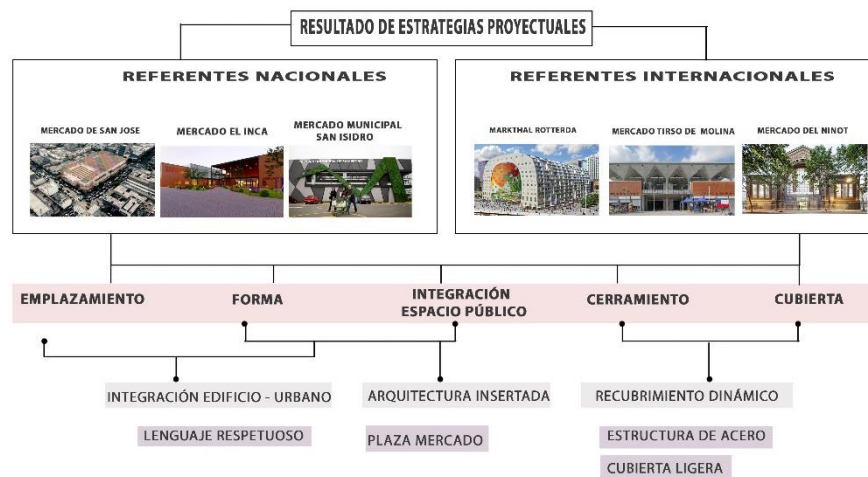 RESULTADO DE ESTRATEGIAS PROYECTUALES
REFERENTES NACIONALES
MERCADO DE SAN JOSE
MERCADO EL INCA
MERCADO MUNICIPAL
SAN ISIDRO
REFERENTES INTERNACIONALES
MARKTHAL ROTTERDA
MERCADO TIRSO DE MOLINA
MERCADO DEL NINOT
EMPLAZAMIENTO
FORMA
INTEGRACIÓN
ESPACIO PÚBLICO
CERRAMIENTO
CUBIERTA
INTEGRACIÓN EDIFICIO - URBANO
ARQUITECTURA INSERTADA
RECUBRIMIENTO DINÁMICO
LENGUAJE RESPETUOSO
PLAZA MERCADO
ESTRUCTURA DE ACERO
CUBIERTA LIGERA